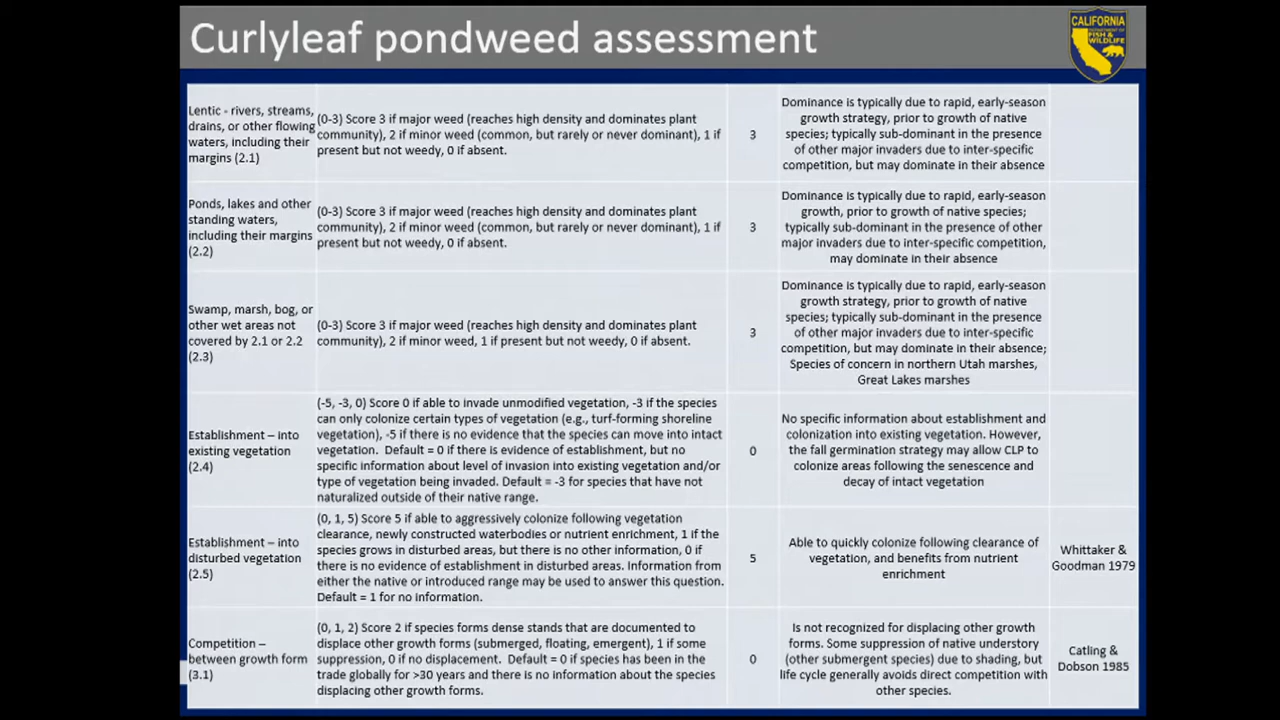 Curlyleaf pondweed assessment
CALIFORNIA
DEPARTMENT OF
FISH &
WILDLIFE
Lentic - rivers, streams,
drains, or other flowing
waters, including their
margins (2.1)
(0-3) Score 3 if major weed (reaches high density and dominates plant
community), 2 if minor weed (common, but rarely or never dominant), 1 if
present but not weedy, 0 if absent.
3
Dominance is typically due to rapid, early-season
growth strategy, prior to growth of native
species; typically sub-dominant in the presence
of other major invaders due to inter-specific
competition, but may dominate in their absence
Ponds, lakes and other
standing waters,
including their margins
(2.2)
(0-3) Score 3 if major weed (reaches high density and dominates plant
community), 2 if minor weed (common, but rarely or never dominant), 1 if
present but not weedy, 0 if absent.
3
Dominance is typically due to rapid, early-season
growth, prior to growth of native species;
typically sub-dominant in the presence of other
major invaders due to inter-specific competition,
may dominate in their absence
Swamp, marsh, bog, or
other wet areas not
covered by 2.1 or 2.2
(2.3)
(0-3) Score 3 if major weed (reaches high density and dominates plant
community), 2 if minor weed, 1 if present but not weedy, 0 if absent.
3
Dominance is typically due to rapid, early-season
growth strategy, prior to growth of native
species; typically sub-dominant in the presence
of other major invaders due to inter-specific
competition, but may dominate in their absence;
Species of concern in northern Utah marshes,
Great Lakes marshes
Establishment – into
existing vegetation
(2.4)
(-5, -3, 0) Score 0 if able to invade unmodified vegetation, -3 if the species
can only colonize certain types of vegetation (e.g., turf-forming shoreline
vegetation), -5 if there is no evidence that the species can move into intact
vegetation. Default = 0 if there is evidence of establishment, but no
specific information about level of invasion into existing vegetation and/or
type of vegetation being invaded. Default = -3 for species that have not
naturalized outside of their native range.
0
No specific information about establishment and
colonization into existing vegetation. However,
the fall germination strategy may allow CLP to
colonize areas following the senescence and
decay of intact vegetation
Establishment – into
disturbed vegetation
(2.5)
(0, 1, 5) Score 5 if able to aggressively colonize following vegetation
clearance, newly constructed waterbodies or nutrient enrichment, 1 if the
species grows in disturbed areas, but there is no other information, 0 if
there is no evidence of establishment in disturbed areas. Information from
either the native or introduced range may be used to answer this question.
Default = 1 for no information.
5
Able to quickly colonize following clearance of
vegetation, and benefits from nutrient
enrichment
Whittaker &
Goodman 1979
Competition –
between growth form
(3.1)
(0, 1, 2) Score 2 if species forms dense stands that are documented to
displace other growth forms (submerged, floating, emergent), 1 if some
suppression, 0 if no displacement. Default = 0 if species has been in the
trade globally for >30 years and there is no information about the species
displacing other growth forms.
0
Is not recognized for displacing other growth
forms. Some suppression of native understory
(other submergent species) due to shading, but
life cycle generally avoids direct competition with
other species.
Catling &
Dobson 1985